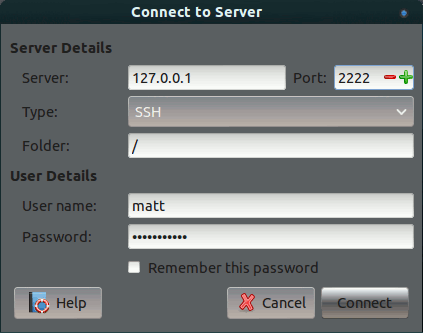 Connect to Server
Server Details
Server: 127.0.0.1 Port: 2222
Type: SSH
Folder: /
User Details
User name: matt
Password: •••••••••••
Remember this password
Help Cancel Connect